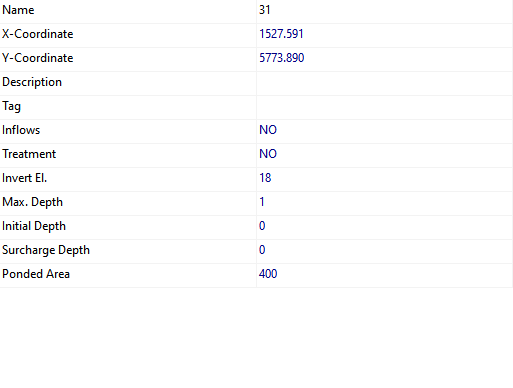 Name 31
X-Coordinate 1527.591
Y-Coordinate 5773.890
Description
Tag
Inflows NO
Treatment NO
Invert El. 18
Max. Depth 1
Initial Depth 0
Surcharge Depth 0
Ponded Area 400